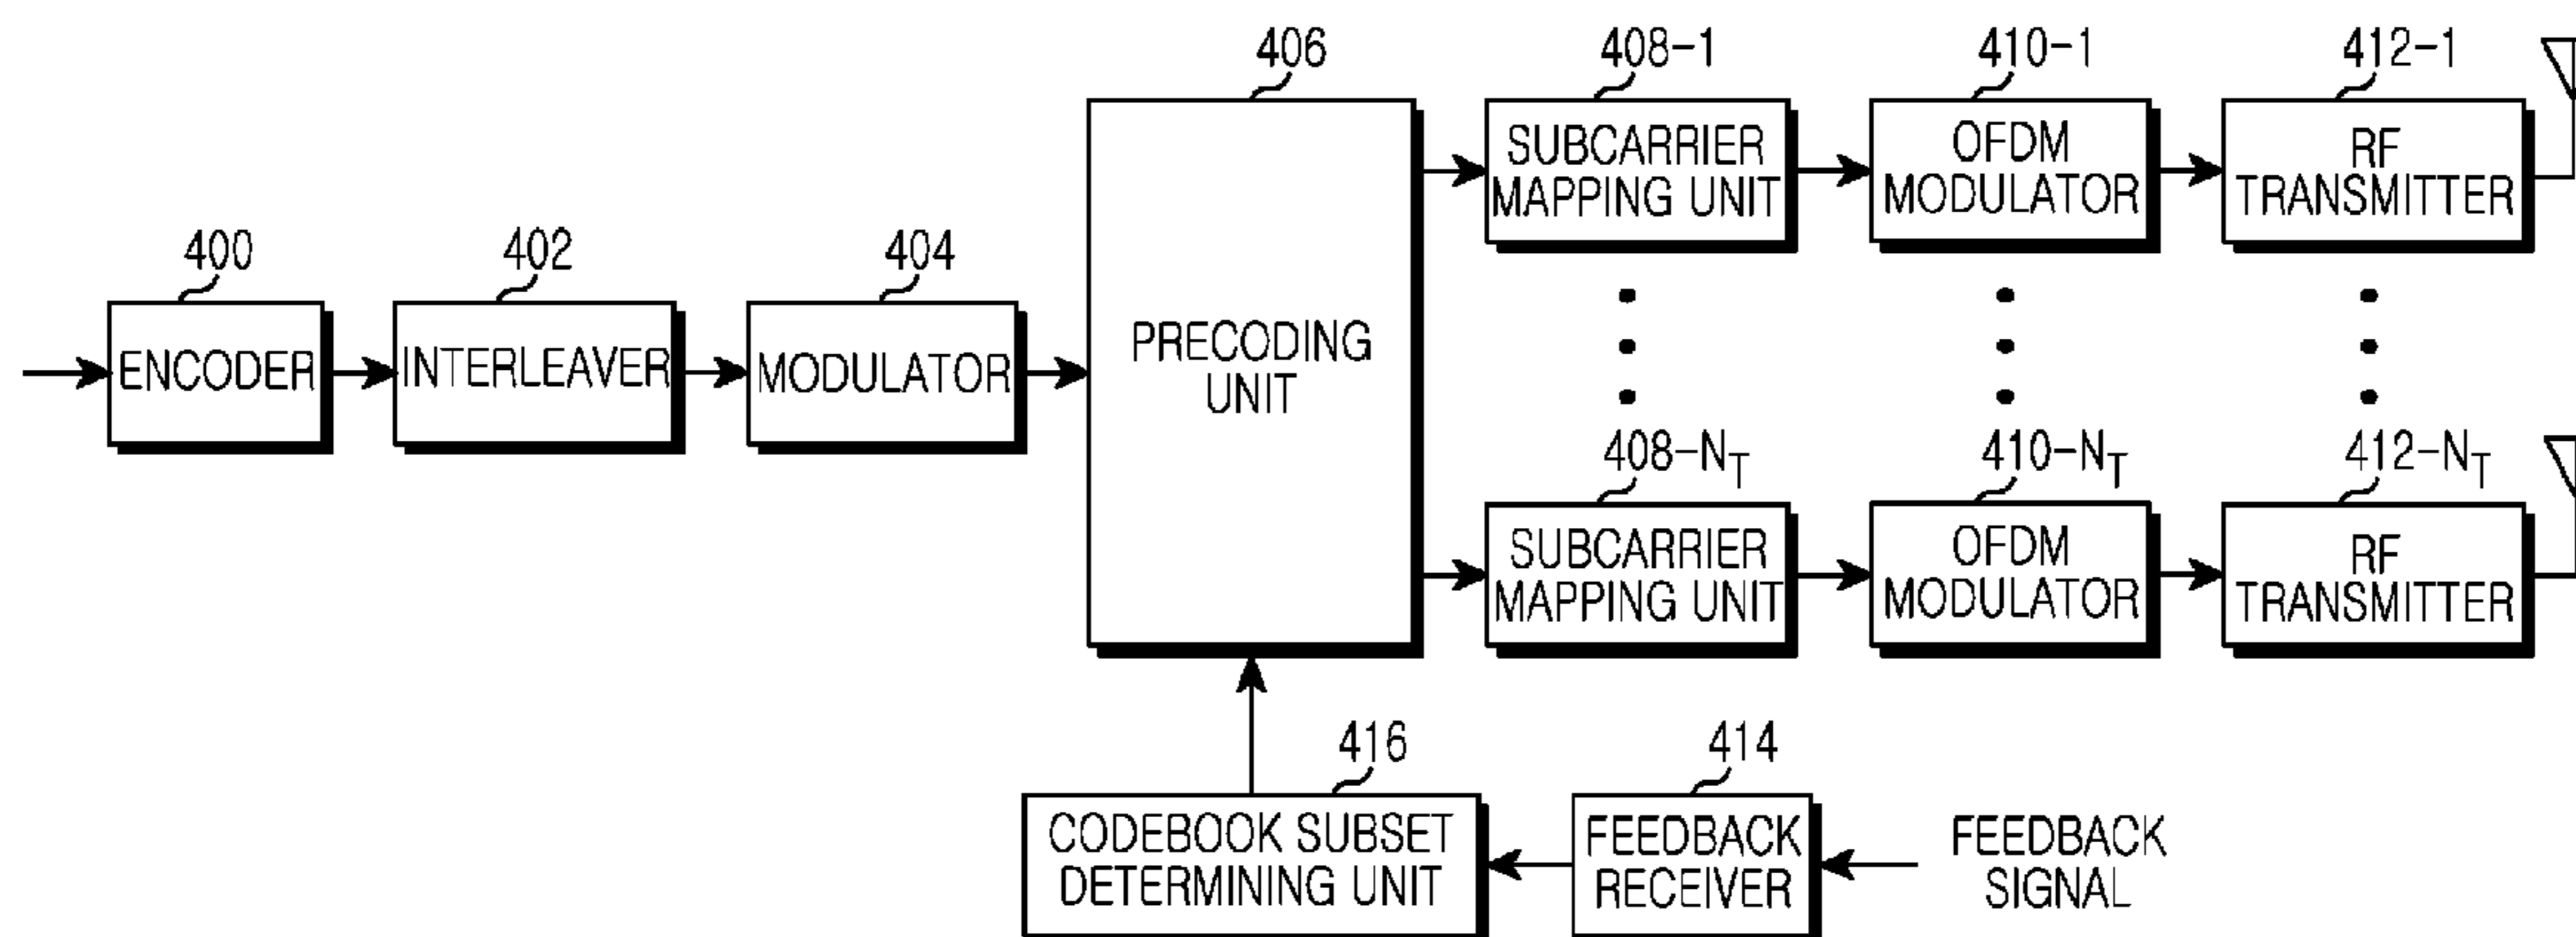 406
408-1
410-1
412-1
SUBCARRIER
MAPPING UNIT
OFDM
MODULATOR
RF
TRANSMITTER
400
402
404
ENCODER
INTERLEAVER
MODULATOR
PRECODING
UNIT
408-NT
410-NT
412-NT
SUBCARRIER
MAPPING UNIT
OFDM
MODULATOR
RF
TRANSMITTER
416
414
CODEBOOK SUBSET
DETERMINING UNIT
FEEDBACK
RECEIVER
FEEDBACK
SIGNAL